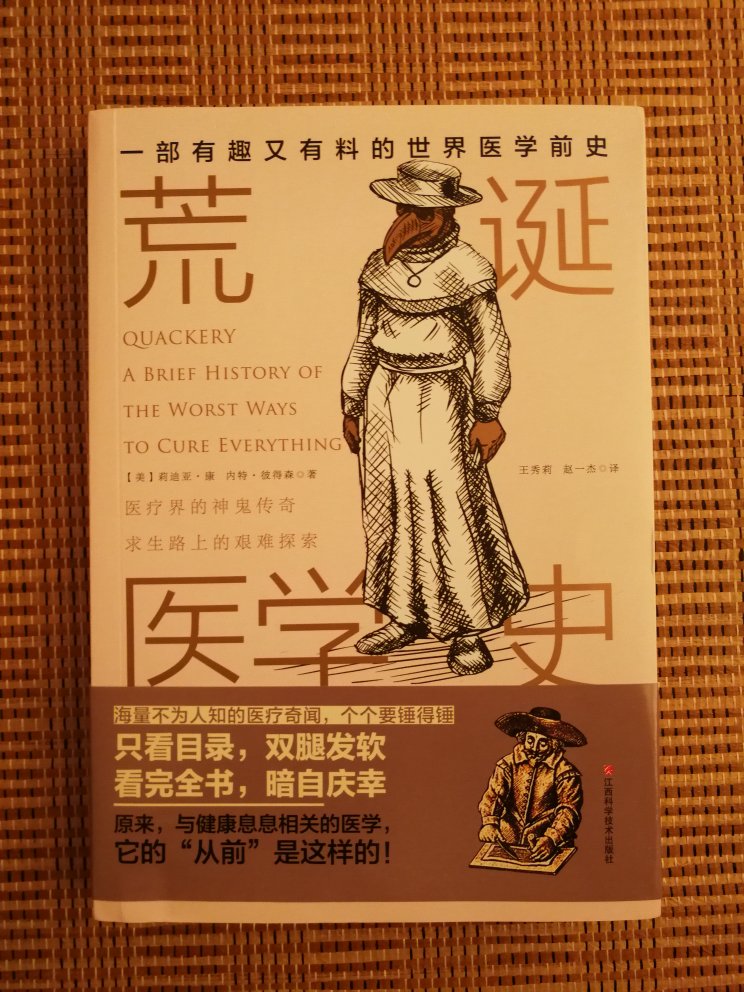 一部有趣又有料的世界医学前史
荒诞
QUACKERY
A BRIEF HISTORY OF
THE WORST WAYS
TO CURE EVERYTHING
【美】莉迪亚·康 内特·彼得森◎著
王秀莉 赵一杰◎译
医疗界的神鬼传奇
求生路上的艰难探索
医学史
海量不为人知的医疗奇闻，个个要锤得锤
只看目录，双腿发软
看完全书，暗自庆幸
原来，与健康息息相关的医学，
它的“从前”是这样的！
江西科学技术出版社